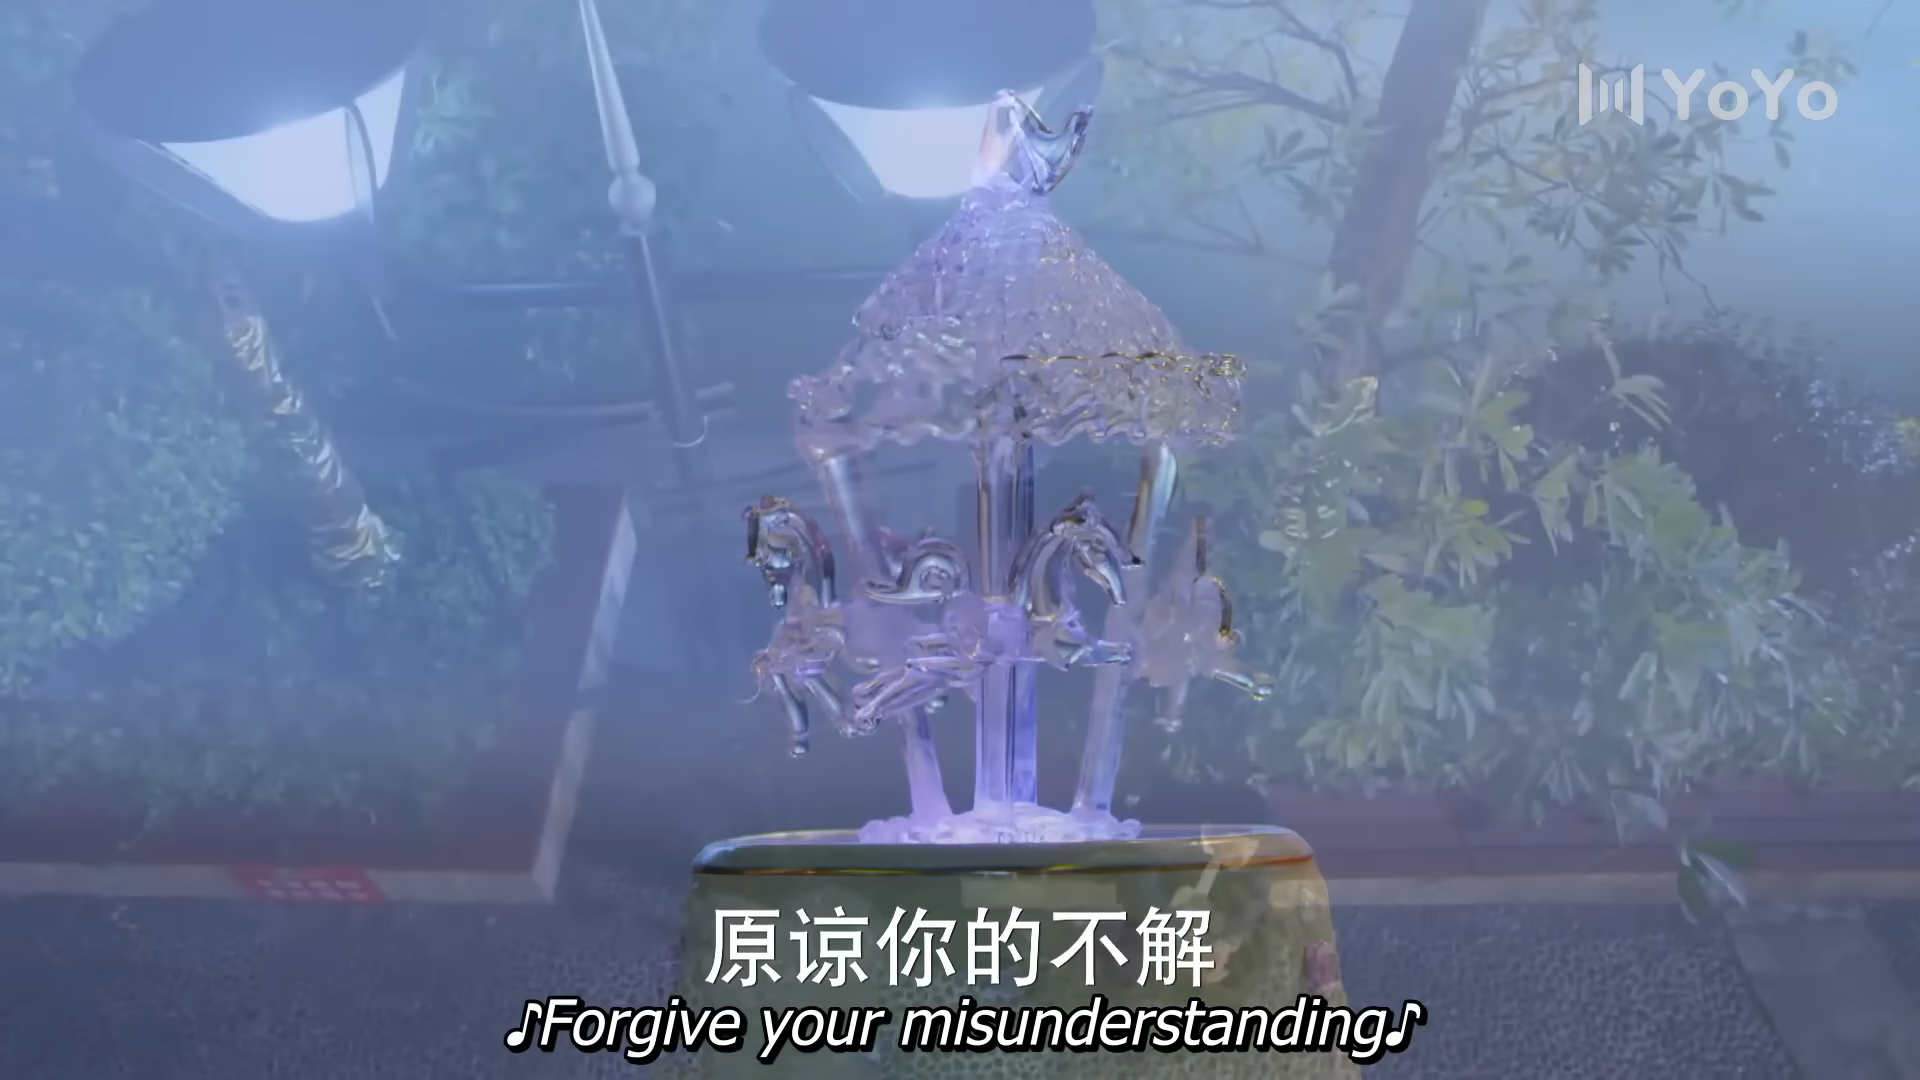 YoYo
原谅你的不解
♪Forgive your misunderstanding♪